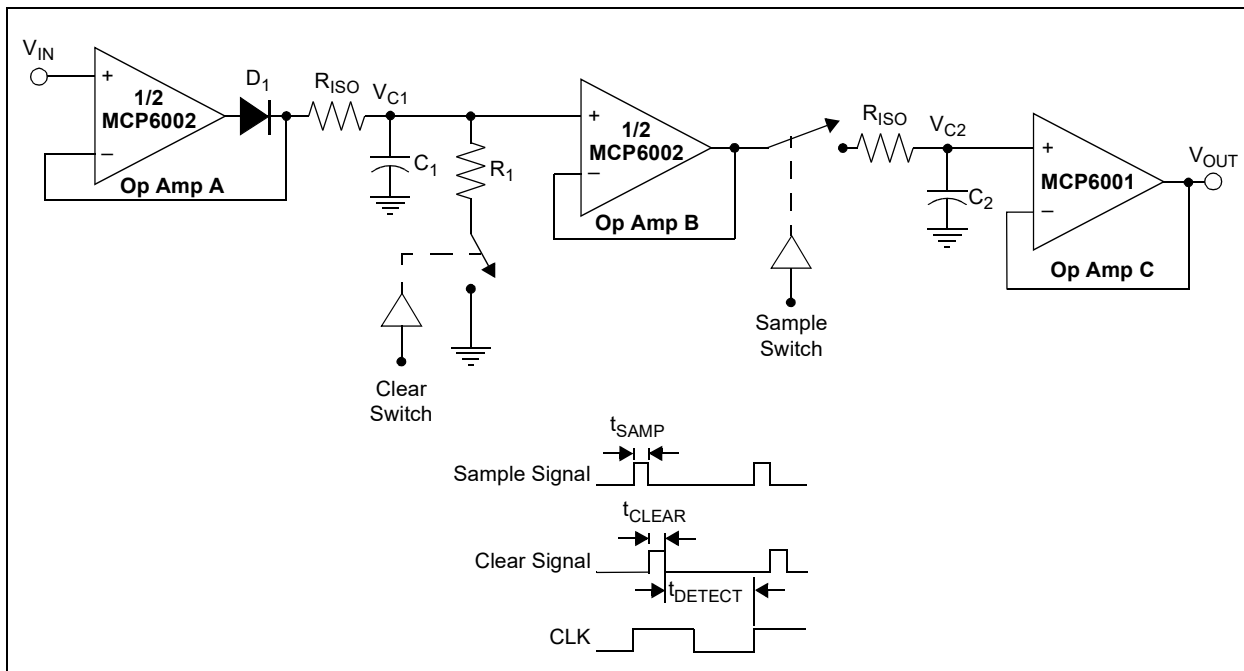 V_IN
+
−
1/2
MCP6002
Op Amp A
D_1
R_ISO
V_C1
C_1
R_1
Clear
Switch
+
−
1/2
MCP6002
Op Amp B
Sample
Switch
R_ISO
V_C2
C_2
+
−
MCP6001
Op Amp C
V_OUT
t_SAMP
Sample Signal
t_CLEAR
Clear Signal
t_DETECT
CLK